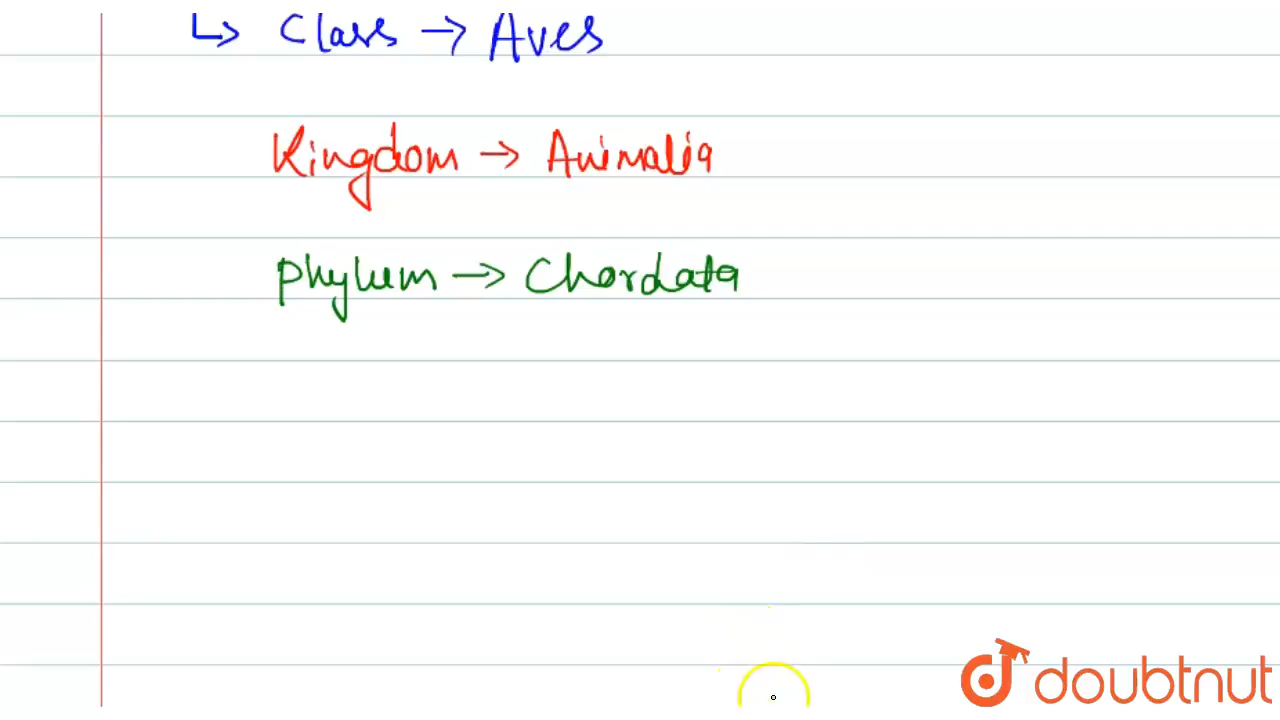 ↳ Class → Aves
Kingdom → Animalia
Phylum → Chordata
doubtnut